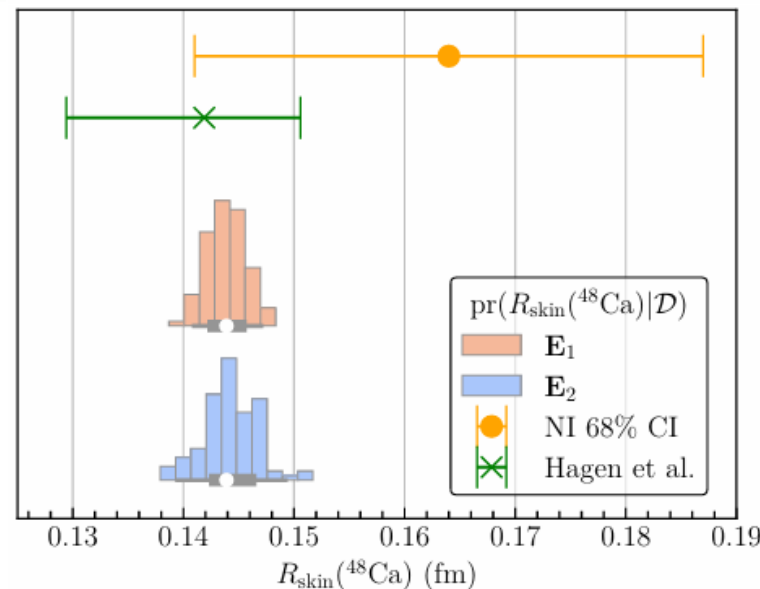 pr(R_skin(⁴⁸Ca)|𝒟)
E₁
E₂
NI 68% CI
Hagen et al.
0.13 0.14 0.15 0.16 0.17 0.18 0.19
R_skin(⁴⁸Ca) (fm)